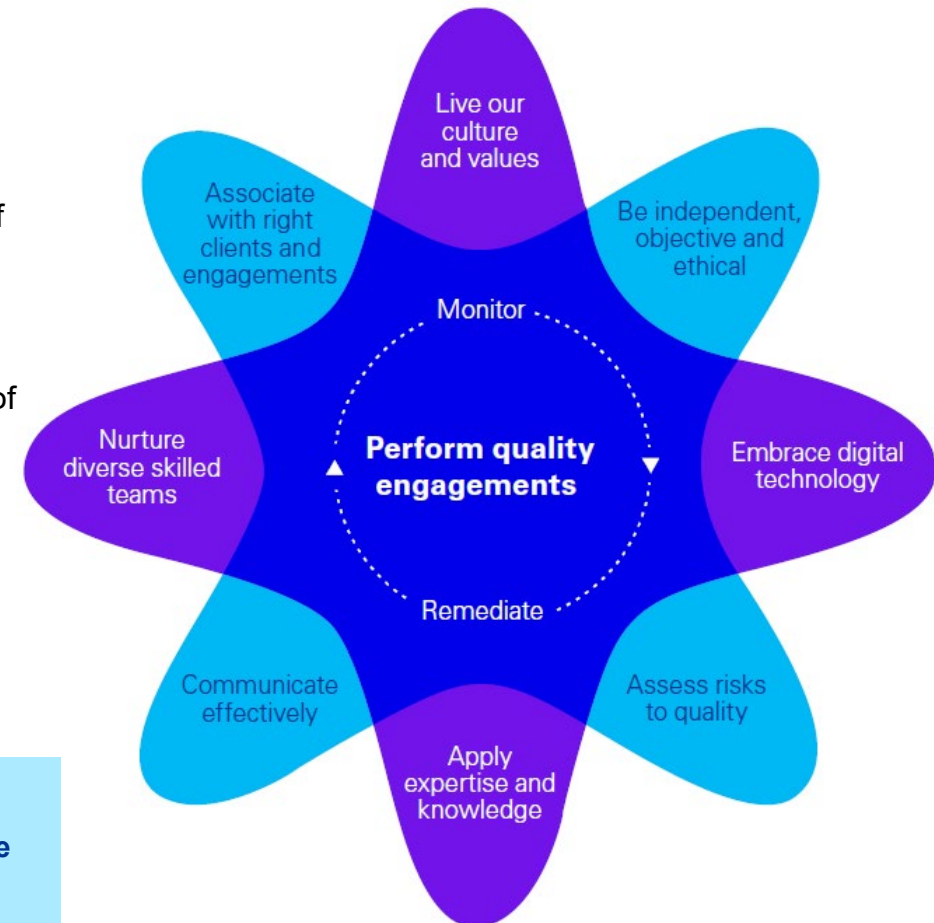 Live our
culture
and values
Associate
with right
clients and
engagements
Be independent,
objective and
ethical
of
Monitor
Nurture
diverse skilled
teams
Perform quality
engagements
Embrace digital
technology
Remediate
Communicate
effectively
Assess risks
to quality
Apply
expertise and
knowledge